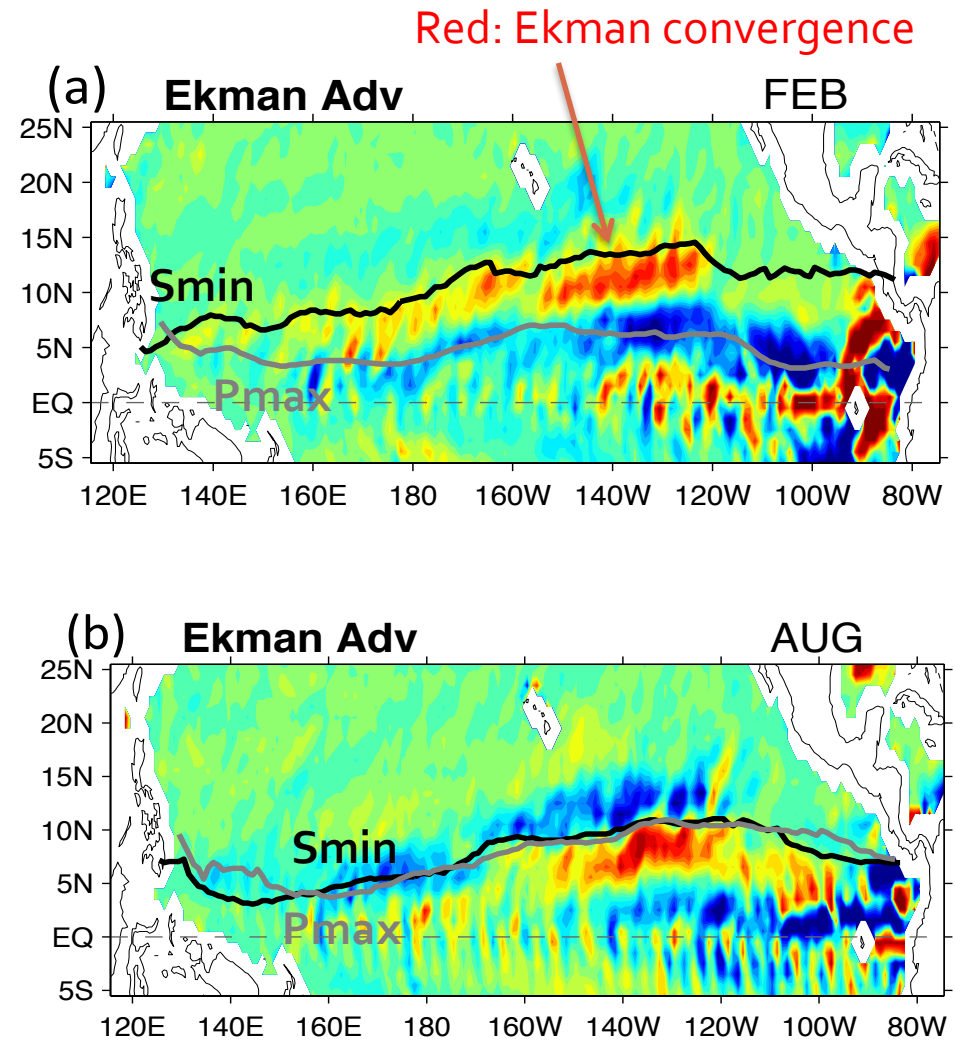 Red: Ekman convergence
(a) Ekman Adv FEB
25N
20N
15N
10N
5N
EQ
5S
Smin
Pmax
120E 140E 160E 180 160W 140W 120W 100W 80W
(b) Ekman Adv AUG
25N
20N
15N
10N
5N
EQ
5S
Smin
Pmax
120E 140E 160E 180 160W 140W 120W 100W 80W